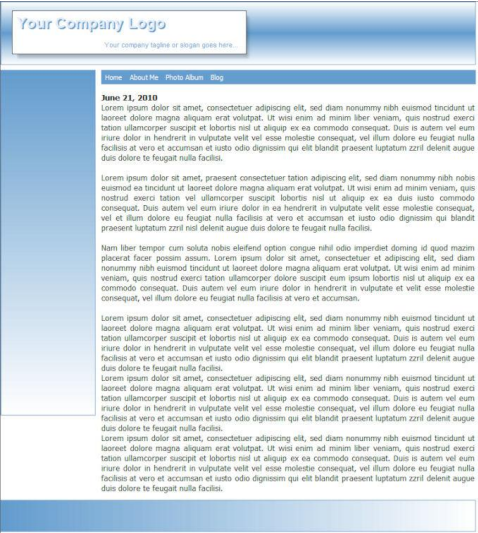 Your Company Logo
Your company tagline or slogan goes here...
Home About Me Photo Album Blog
June 21, 2010
Lorem ipsum dolor sit amet, consectetuer adipiscing elit, sed diam nonummy nibh euismod tincidunt ut
laoreet dolore magna aliquam erat volutpat. Ut wisi enim ad minim liber veniam, quis nostrud exerci
tation ullamcorper suscipit et lobortis nisl ut aliquip ex ea commodo consequat. Duis is autem vel eum
iriure dolor in hendrerit in vulputate velit vel esse molestie consequat, vel illum dolore eu feugiat nulla
facilisis at vero et accumsan et iusto odio dignissim qui elit blandit praesent luptatum zzril delenit augue
duis dolore te feugait nulla facilisi.
Lorem ipsum dolor sit amet, praesent consectetuer tation adipiscing elit, sed diam nonummy nibh nobis
euismod ea tincidunt ut laoreet dolore magna aliquam erat volutpat. Ut wisi enim ad minim veniam, quis
nostrud exerci tation vel ullamcorper suscipit lobortis nisl ut aliquip ex ea duis iusto commodo
consequat. Duis autem vel eum iriure dolor in ea hendrerit in vulputate velit esse molestie consequat,
vel et illum dolore eu feugiat nulla facilisis at vero et accumsan et iusto odio dignissim qui blandit
praesent luptatum zzril nisl delenit augue duis dolore te feugait nulla facilisi.
Nam liber tempor cum soluta nobis eleifend option congue nihil odio imperdiet doming id quod mazim
placerat facer possim assum. Lorem ipsum dolor sit amet, consectetuer et adipiscing elit, sed diam
nonummy nibh euismod tincidunt ut laoreet dolore magna aliquam erat volutpat. Ut wisi enim ad minim
veniam, quis nostrud exerci tation ullamcorper dolore suscipit eum ipsum lobortis nisl ut aliquip ex ea
commodo consequat. Duis autem vel eum iriure dolor in hendrerit in vulputate et velit esse molestie
consequat, vel illum dolore eu feugiat nulla facilisis at vero et accumsan.
Lorem ipsum dolor sit amet, consectetuer adipiscing elit, sed diam nonummy nibh euismod tincidunt ut
laoreet dolore magna aliquam erat volutpat. Ut wisi enim ad minim liber veniam, quis nostrud exerci
tation ullamcorper suscipit et lobortis nisl ut aliquip ex ea commodo consequat. Duis is autem vel eum
iriure dolor in hendrerit in vulputate velit vel esse molestie consequat, vel illum dolore eu feugiat nulla
facilisis at vero et accumsan et iusto odio dignissim qui elit blandit praesent luptatum zzril delenit augue
duis dolore te feugait nulla facilisi.
Lorem ipsum dolor sit amet, consectetuer adipiscing elit, sed diam nonummy nibh euismod tincidunt ut
laoreet dolore magna aliquam erat volutpat. Ut wisi enim ad minim liber veniam, quis nostrud exerci
tation ullamcorper suscipit et lobortis nisl ut aliquip ex ea commodo consequat. Duis is autem vel eum
iriure dolor in hendrerit in vulputate velit vel esse molestie consequat, vel illum dolore eu feugiat nulla
facilisis at vero et accumsan et iusto odio dignissim qui elit blandit praesent luptatum zzril delenit augue
duis dolore te feugait nulla facilisi.
Lorem ipsum dolor sit amet, consectetuer adipiscing elit, sed diam nonummy nibh euismod tincidunt ut
laoreet dolore magna aliquam erat volutpat. Ut wisi enim ad minim liber veniam, quis nostrud exerci
tation ullamcorper suscipit et lobortis nisl ut aliquip ex ea commodo consequat. Duis is autem vel eum
iriure dolor in hendrerit in vulputate velit vel esse molestie consequat, vel illum dolore eu feugiat nulla
facilisis at vero et accumsan et iusto odio dignissim qui elit blandit praesent luptatum zzril delenit augue
duis dolore te feugait nulla facilisi.